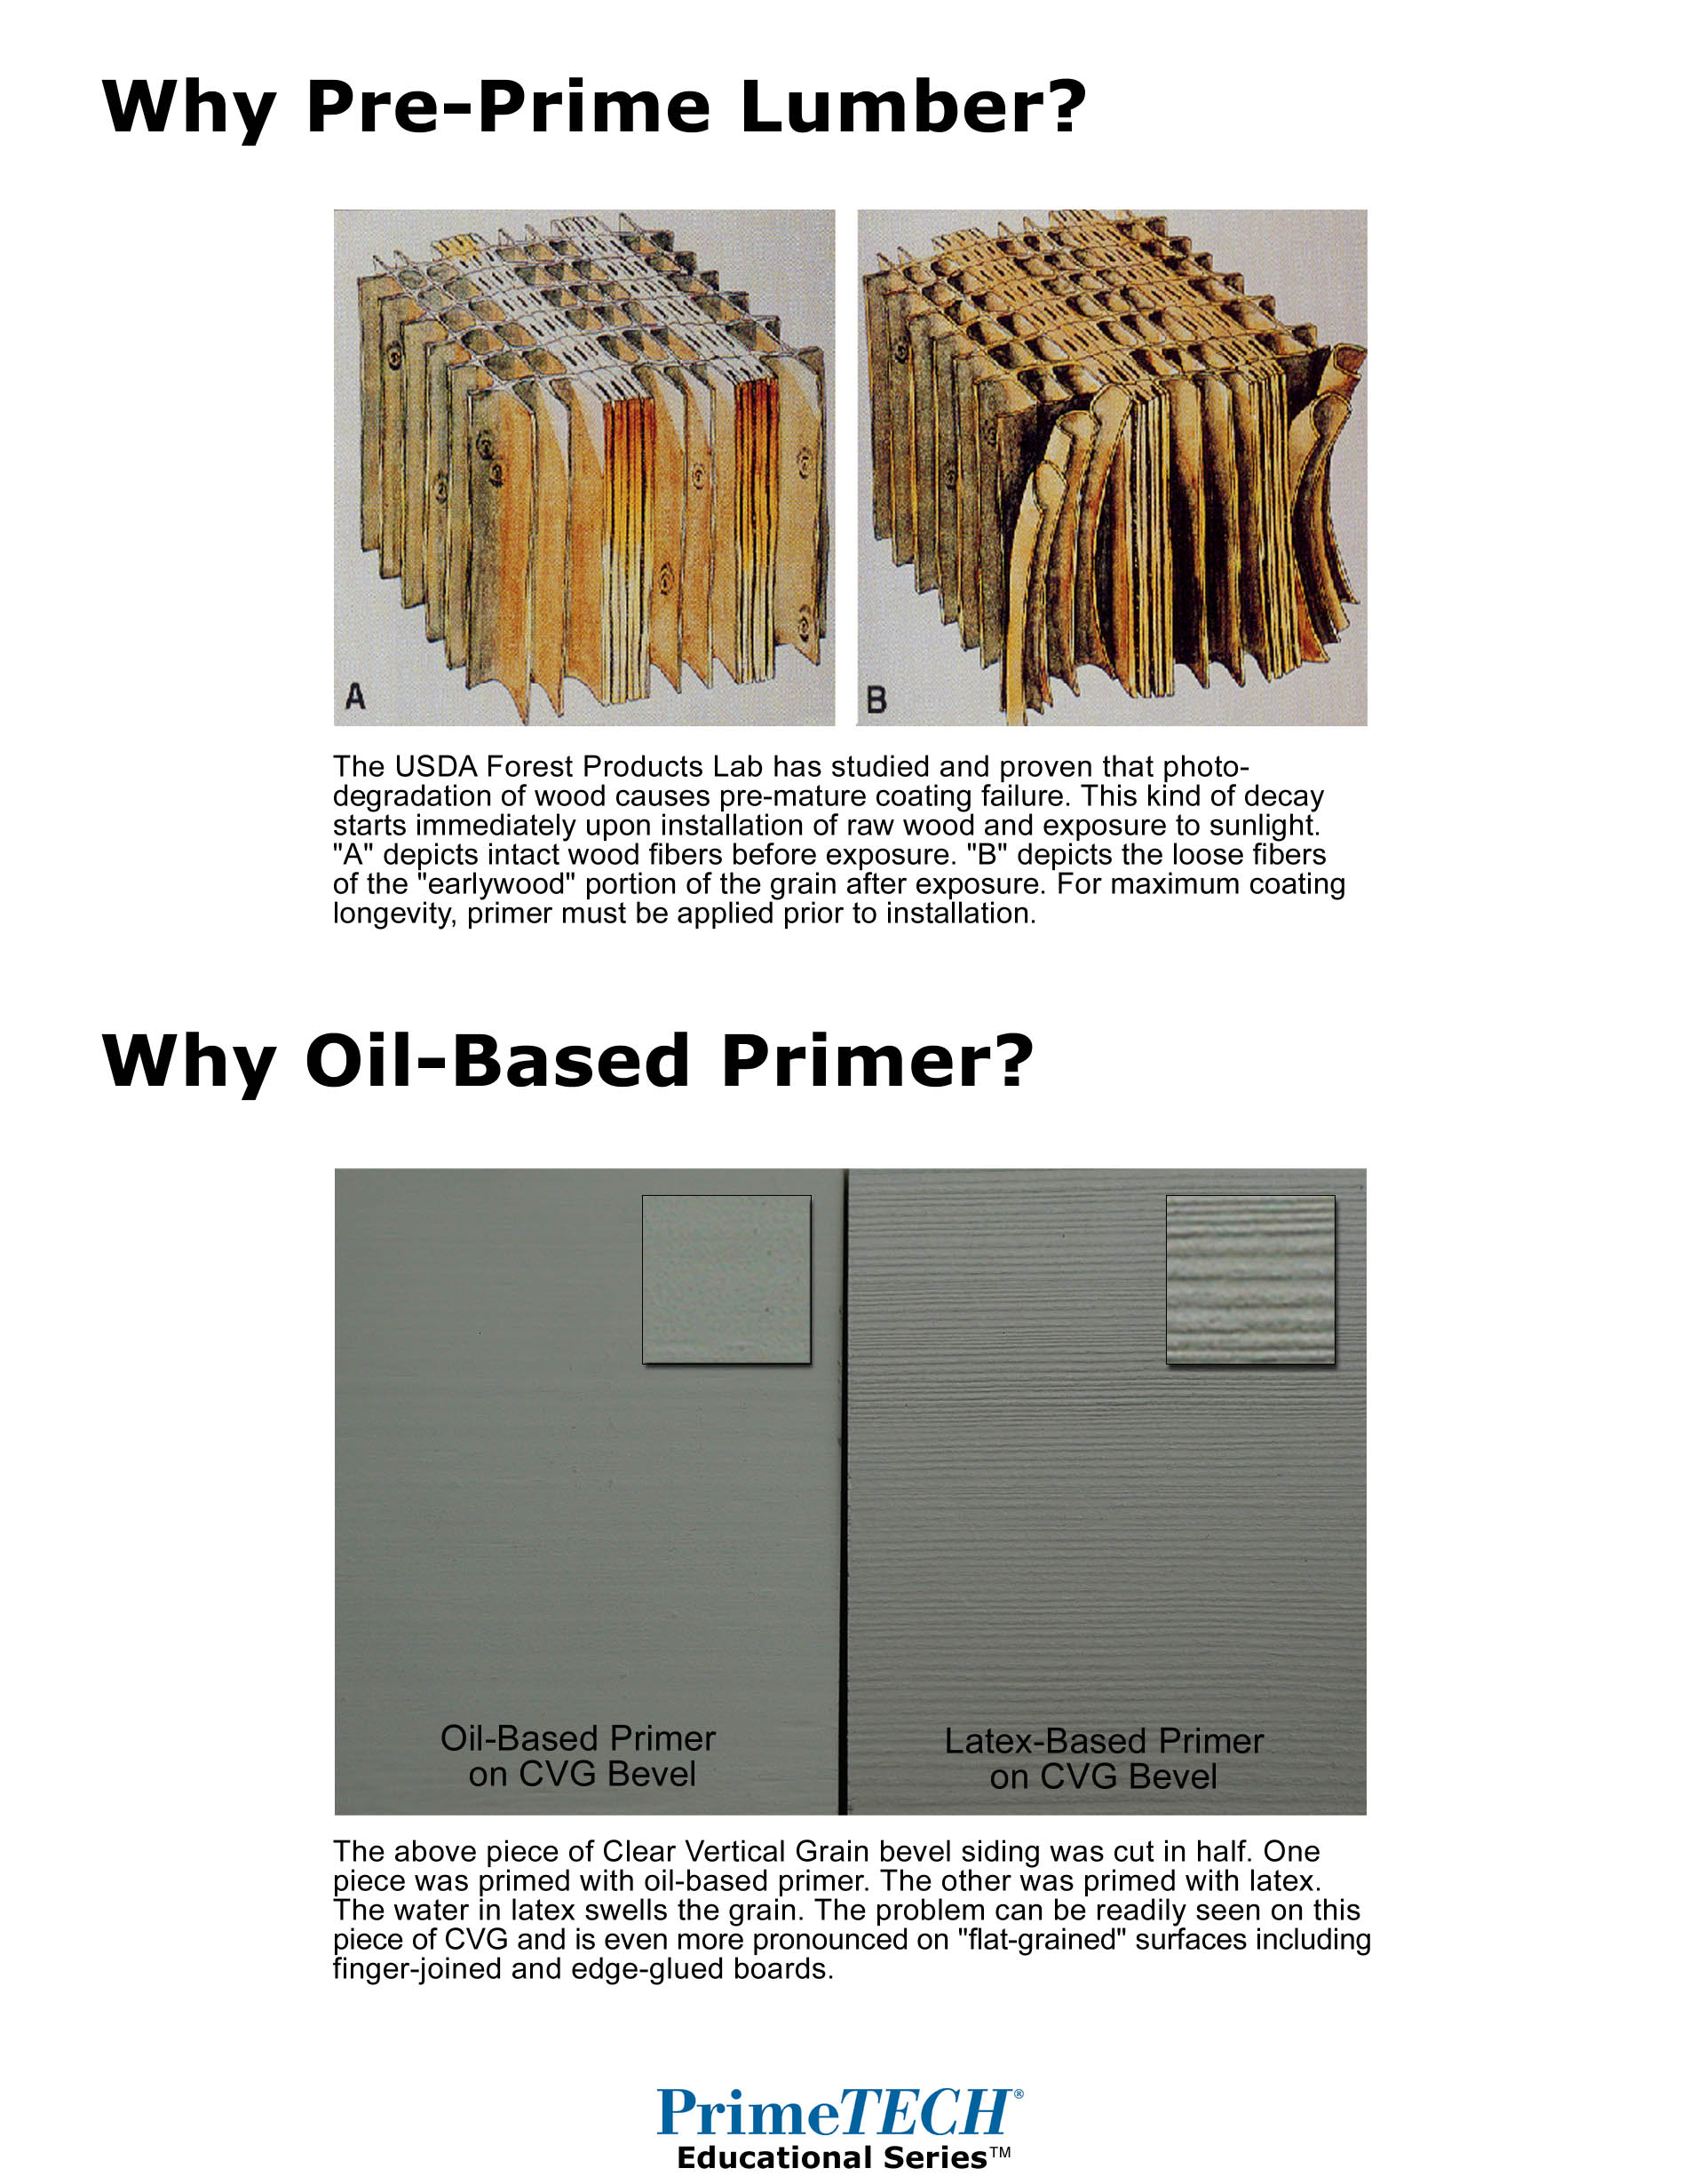 Why Pre-Prime Lumber?
A
B
The USDA Forest Products Lab has studied and proven that photo-
degradation of wood causes pre-mature coating failure. This kind of decay
starts immediately upon installation of raw wood and exposure to sunlight.
"A" depicts intact wood fibers before exposure. "B" depicts the loose fibers
of the "earlywood" portion of the grain after exposure. For maximum coating
longevity, primer must be applied prior to installation.
Why Oil-Based Primer?
Oil-Based Primer
on CVG Bevel
Latex-Based Primer
on CVG Bevel
The above piece of Clear Vertical Grain bevel siding was cut in half. One
piece was primed with oil-based primer. The other was primed with latex.
The water in latex swells the grain. The problem can be readily seen on this
piece of CVG and is even more pronounced on "flat-grained" surfaces including
finger-joined and edge-glued boards.
PrimeTECH®
Educational Series™